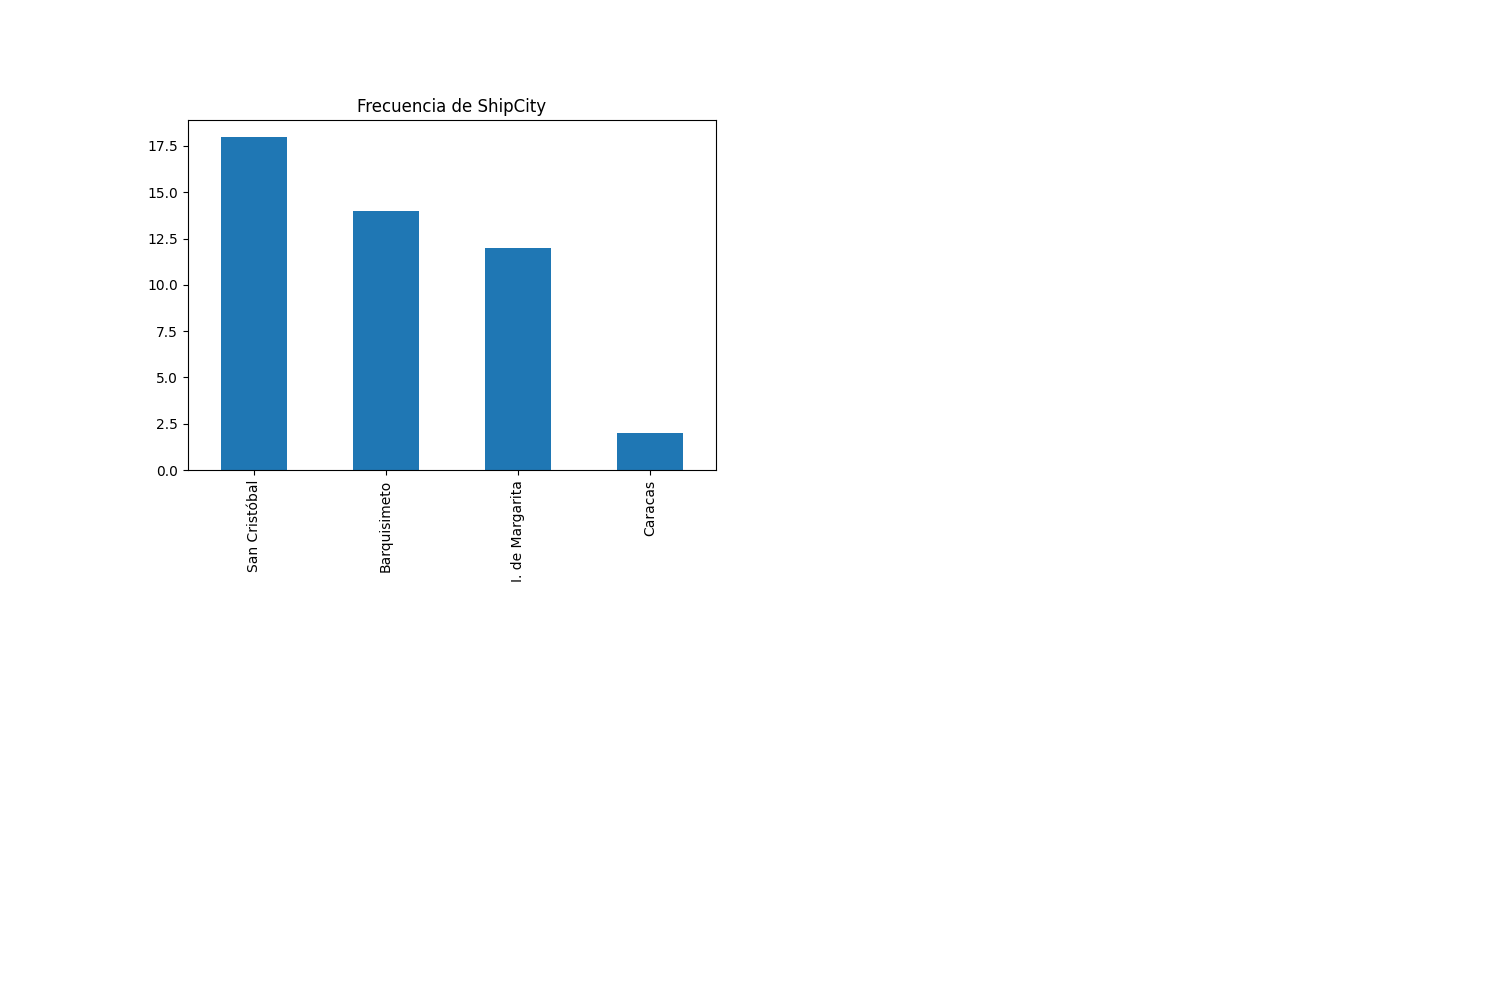 Frecuencia de ShipCity
17.5
15.0
12.5
10.0
7.5
5.0
2.5
0.0
San Cristóbal
Barquisimeto
I. de Margarita
Caracas